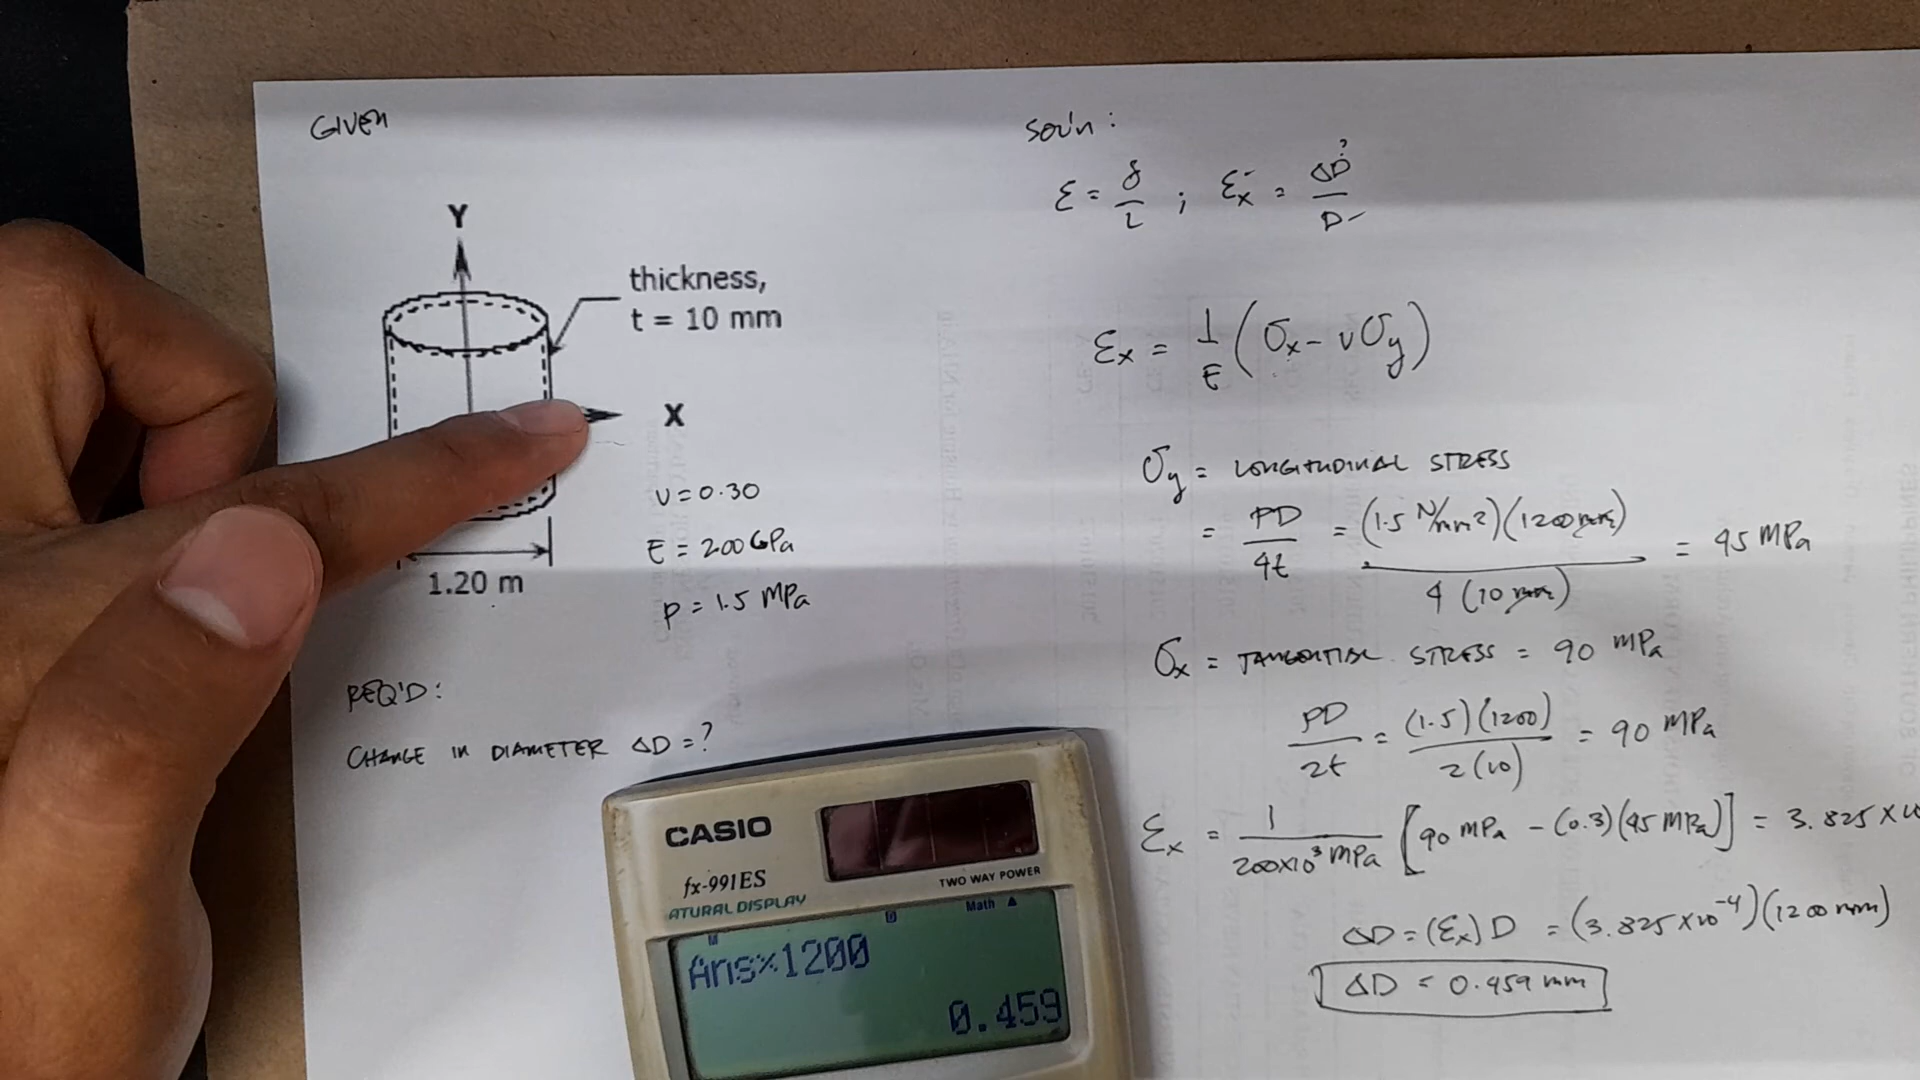 GIVEN
Y
thickness,
t = 10 mm
X
ν = 0.30
E = 200 GPa
1.20 m
p = 1.5 MPa
REQ'D:
CHANGE IN DIAMETER ΔD = ?
SOL'N :
ε = δ/L ; εx = ΔD/D
?
εx = 1/E (σx - νσy)
σy = LONGITUDINAL STRESS
= PD/4t = (1.5 N/mm²)(1200 mm)/4 (10 mm) = 45 MPa
σx = TANGENTIAL STRESS = 90 MPa
PD/2t = (1.5)(1200)/2(10) = 90 MPa
εx = 1/200x10³ MPa [90 MPa - (0.3)(45 MPa)] = 3.825 x
ΔD = (εx) D = (3.825 x10⁻⁴)(1200 mm)
ΔD = 0.459 mm
CASIO
fx-991ES
TWO WAY POWER
ATURAL DISPLAY
D Math ▲
Ans×1200
0.459